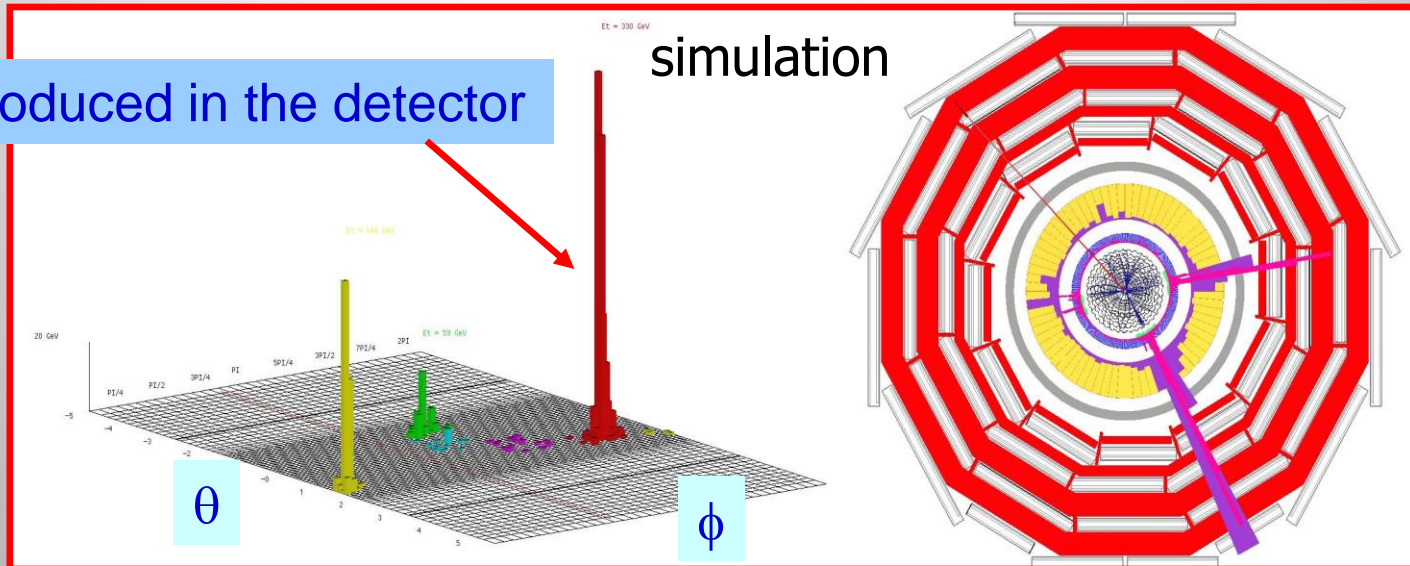 Et = 330 GeV
simulation
oduced in the detector
20 GeV
Et = 59 GeV
PI/4
PI/2
3PI/4
PI
5PI/4
3PI/2
7PI/4
2PI
-5
-4
-3
-2
-0
1
2
3
4
5
θ
ϕ